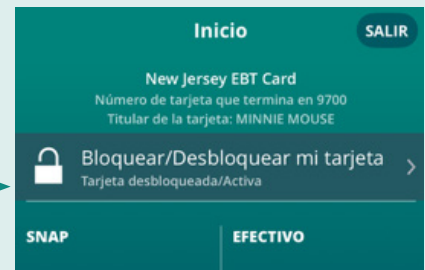 Inicio
SALIR
New Jersey EBT Card
Número de tarjeta que termina en 9700
Titular de la tarjeta: MINNIE MOUSE
Bloquear/Desbloquear mi tarjeta
Tarjeta desbloqueada/Activa
SNAP
EFECTIVO